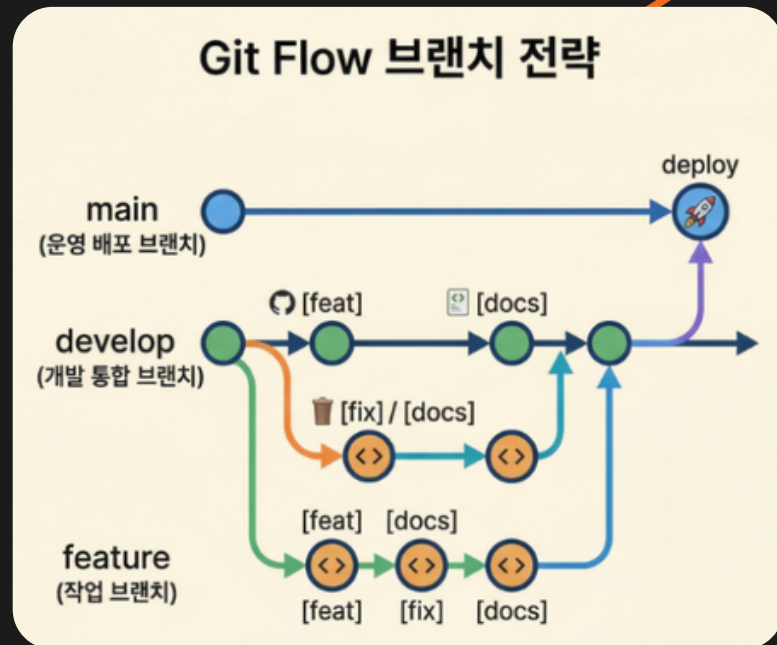 Git Flow 브랜치 전략
deploy
main
(운영 배포 브랜치)
[feat]
[docs]
develop
(개발 통합 브랜치)
[fix] / [docs]
[feat] [docs]
feature
(작업 브랜치)
[feat] [fix] [docs]